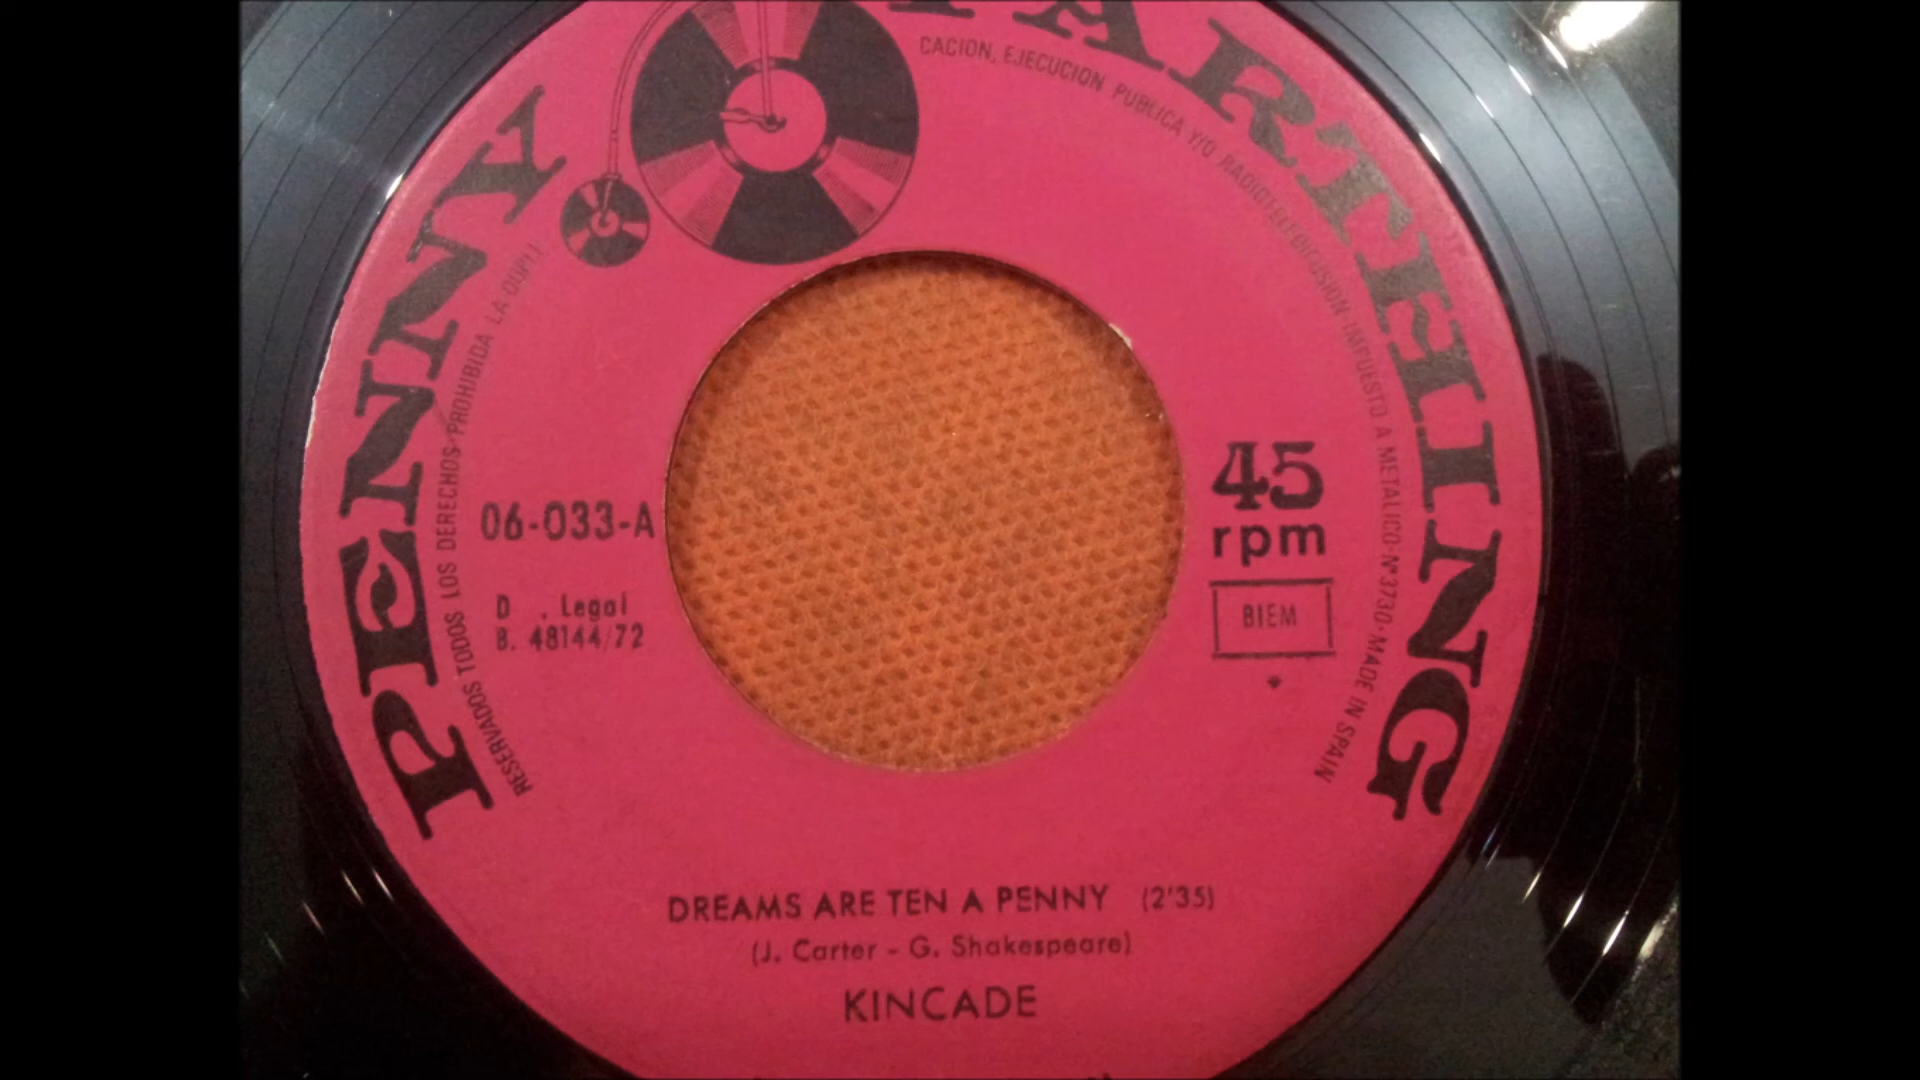 PENNY FARTHING
RESERVADOS TODOS LOS DERECHOS·PROHIBIDA LA DUPLI
CACION, EJECUCION PUBLICA Y/O RADIOTELEDIFUSION·IMPUESTO A METALICO·Nº3730·MADE IN SPAIN
06-033-A
D . Legal
B. 48144/72
45
rpm
BIEM
DREAMS ARE TEN A PENNY (2'35)
(J. Carter - G. Shakespeare)
KINCADE